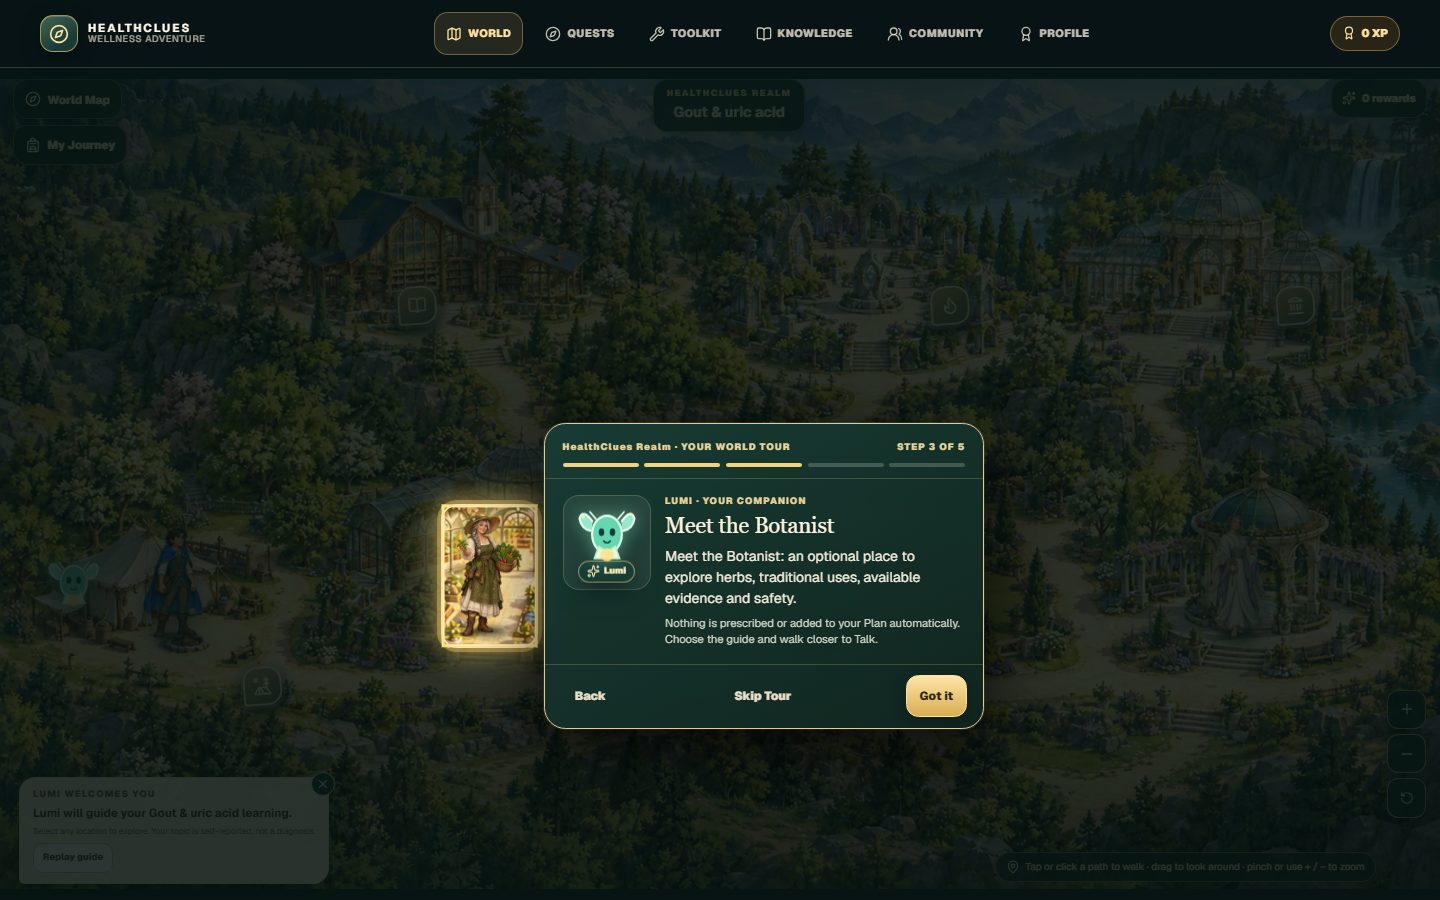 HEALTHCLUES
WELLNESS ADVENTURE
WORLD
QUESTS
TOOLKIT
KNOWLEDGE
COMMUNITY
PROFILE
0 XP
World Map
My Journey
HEALTHCLUES REALM
Gout & uric acid
0 rewards
HealthClues Realm · YOUR WORLD TOUR
STEP 3 OF 5
LUMI · YOUR COMPANION
Meet the Botanist
Meet the Botanist: an optional place to
explore herbs, traditional uses, available
evidence and safety.
Nothing is prescribed or added to your Plan automatically.
Choose the guide and walk closer to Talk.
Lumi
Back
Skip Tour
Got it
LUMI WELCOMES YOU
Lumi will guide your Gout & uric acid learning.
Select any location to explore. Your topic is self-reported, not a diagnosis.
Replay guide
Tap or click a path to walk · drag to look around · pinch or use + / − to zoom